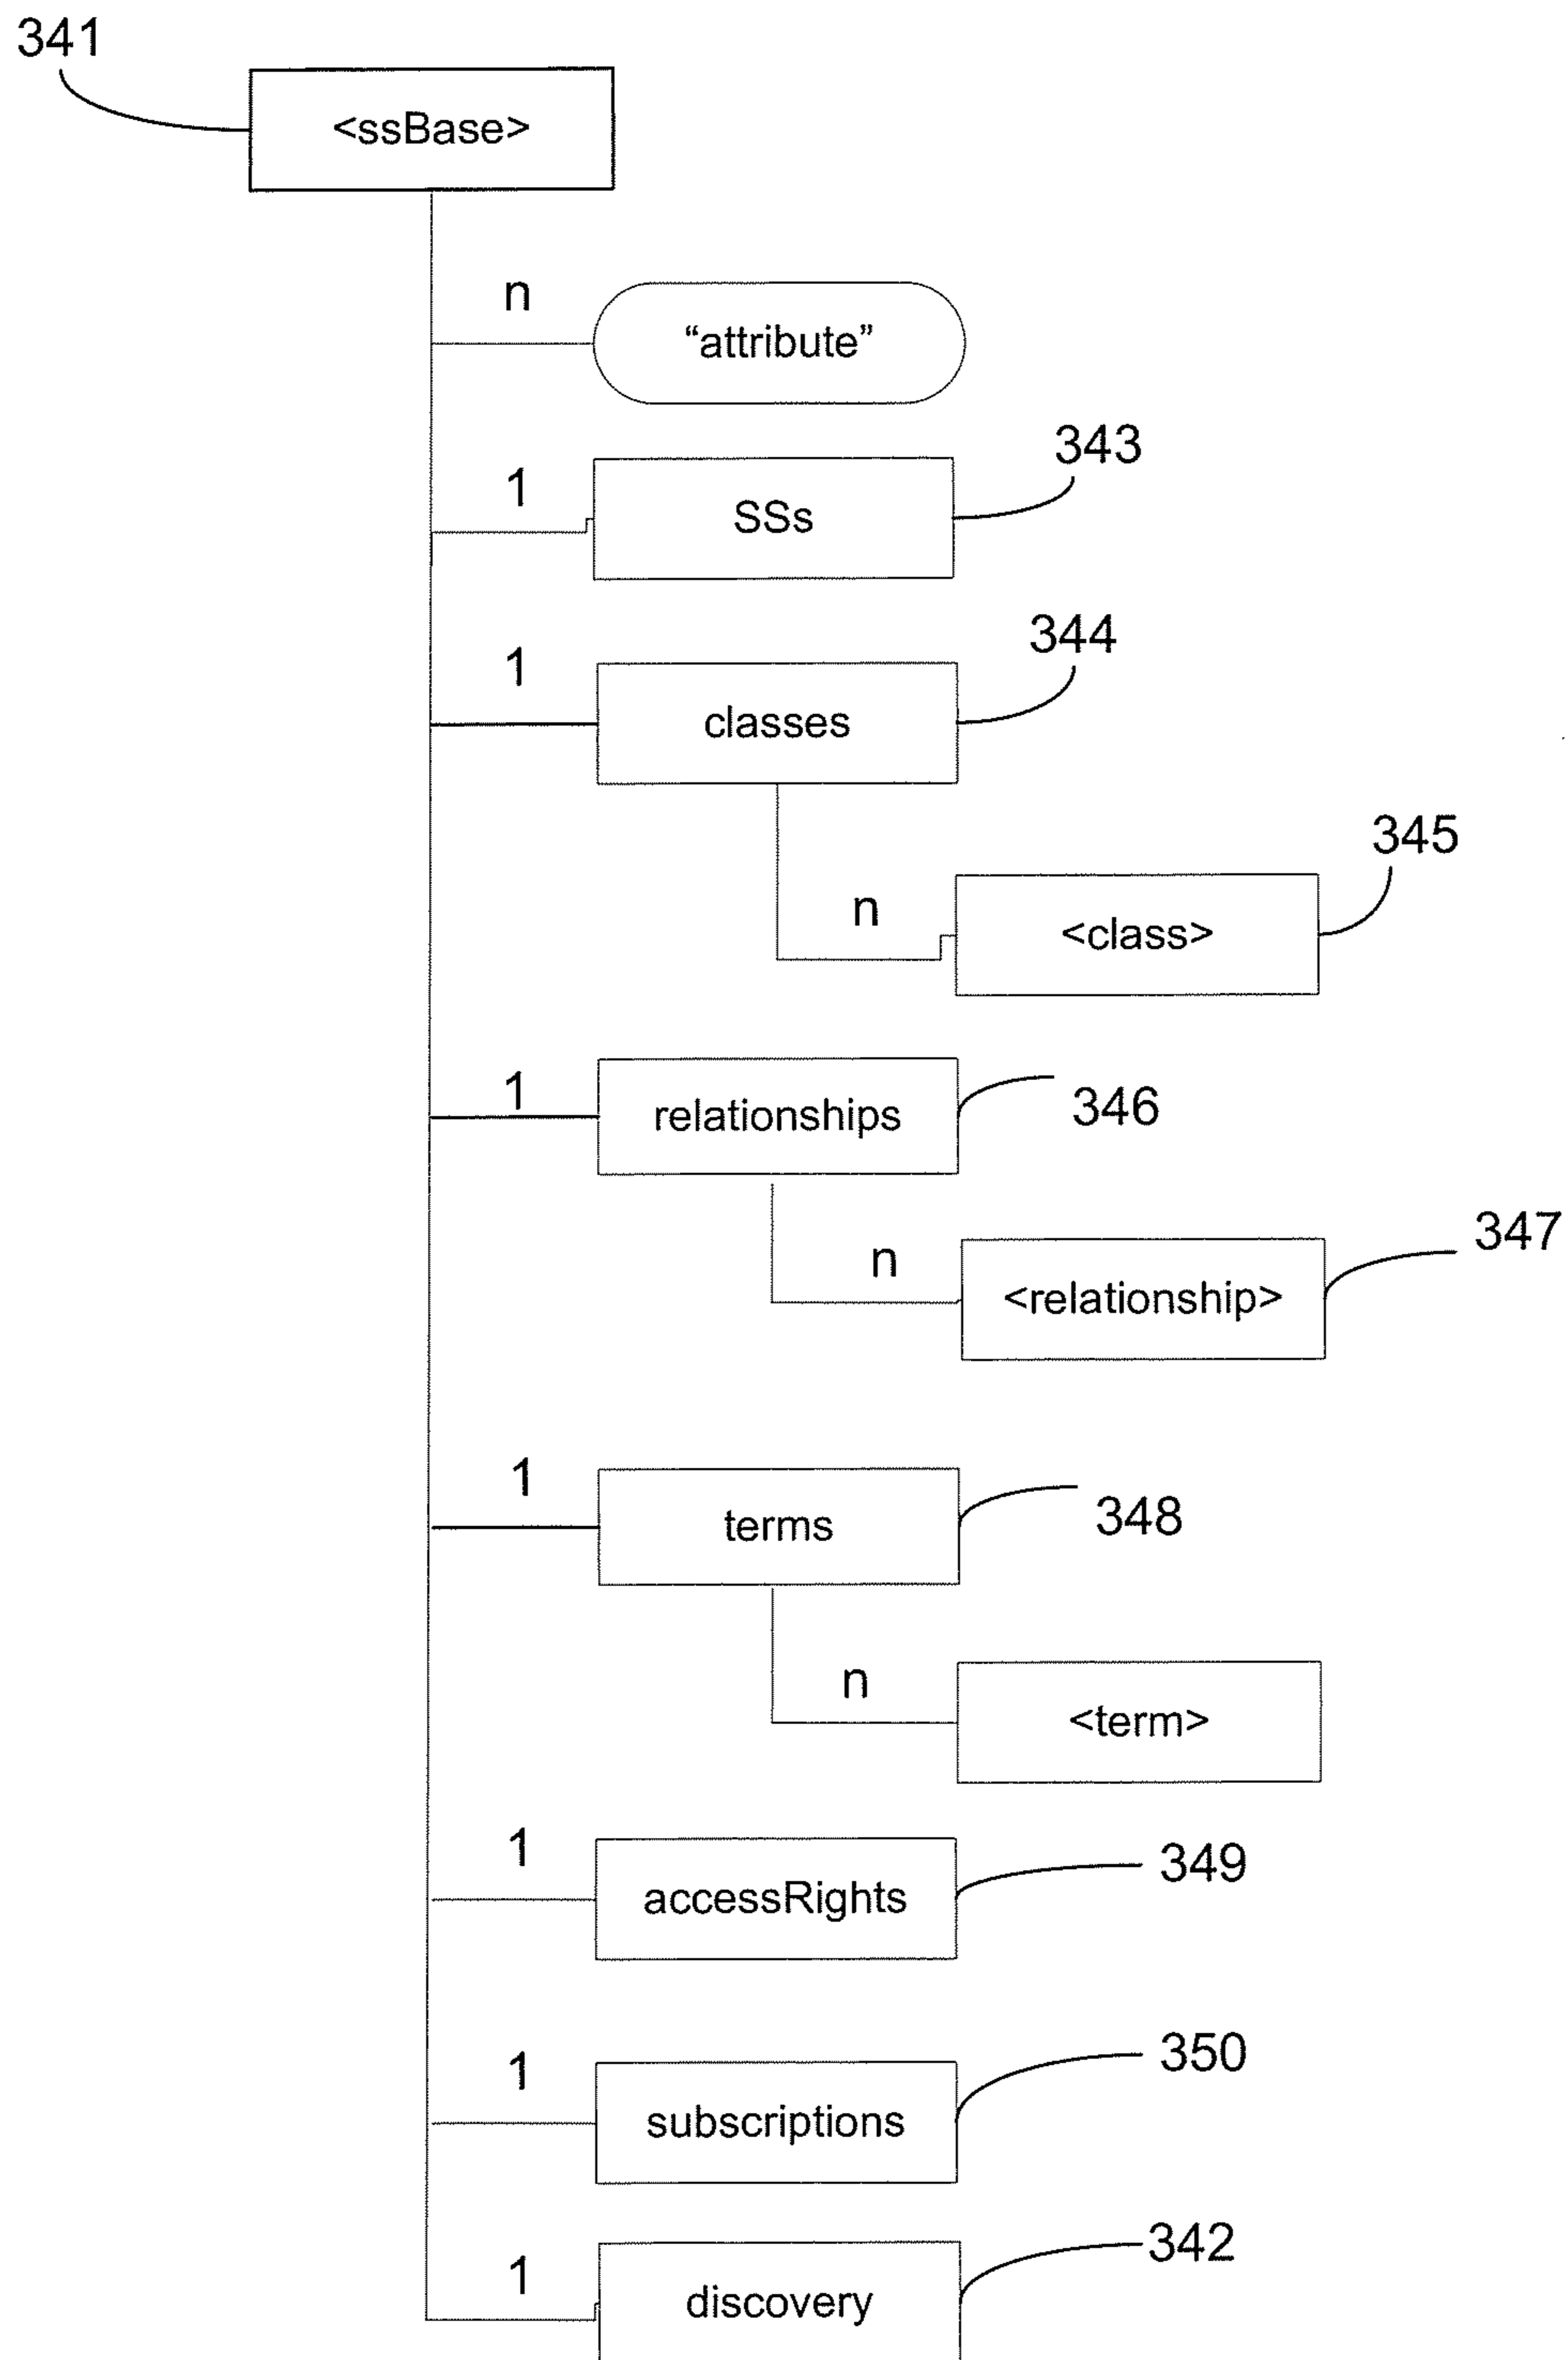 341
<ssBase>
n
“attribute”
343
1
SSs
344
1
classes
345
n
<class>
1
relationships
346
347
n
<relationship>
1
terms
348
n
<term>
1
accessRights
349
350
1
subscriptions
342
1
discovery